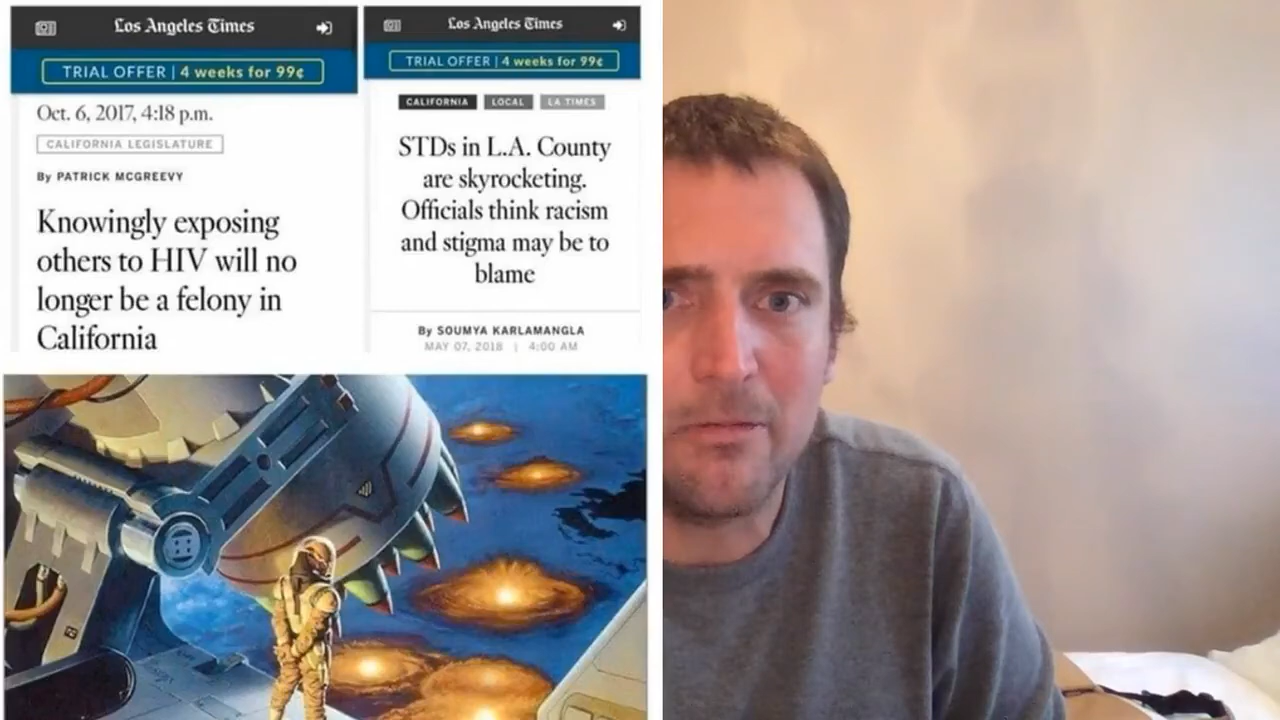 Los Angeles Times
TRIAL OFFER | 4 weeks for 99¢
Oct. 6, 2017, 4:18 p.m.
CALIFORNIA LEGISLATURE
By PATRICK MCGREEVY
Knowingly exposing
others to HIV will no
longer be a felony in
California
Los Angeles Times
TRIAL OFFER | 4 weeks for 99¢
CALIFORNIA
LOCAL
LA TIMES
STDs in L.A. County
are skyrocketing.
Officials think racism
and stigma may be to
blame
By SOUMYA KARLAMANGLA
MAY 07, 2018 | 4:00 AM